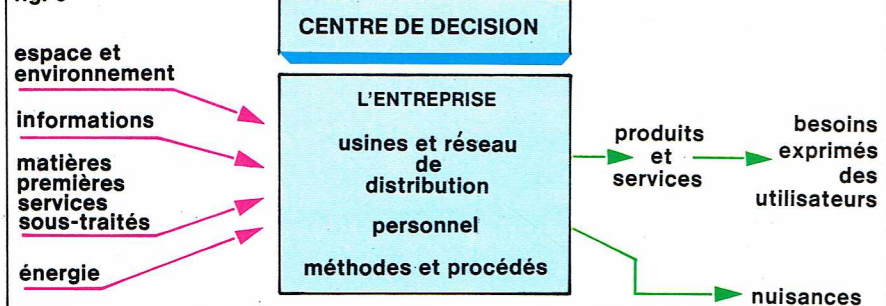 CENTRE DE DECISION
espace et
environnement
informations
matières
premières
services
sous-traités
énergie
L'ENTREPRISE
usines et réseau
de
distribution
personnel
méthodes et procédés
produits
et
services
besoins
exprimés
des
utilisateurs
nuisances